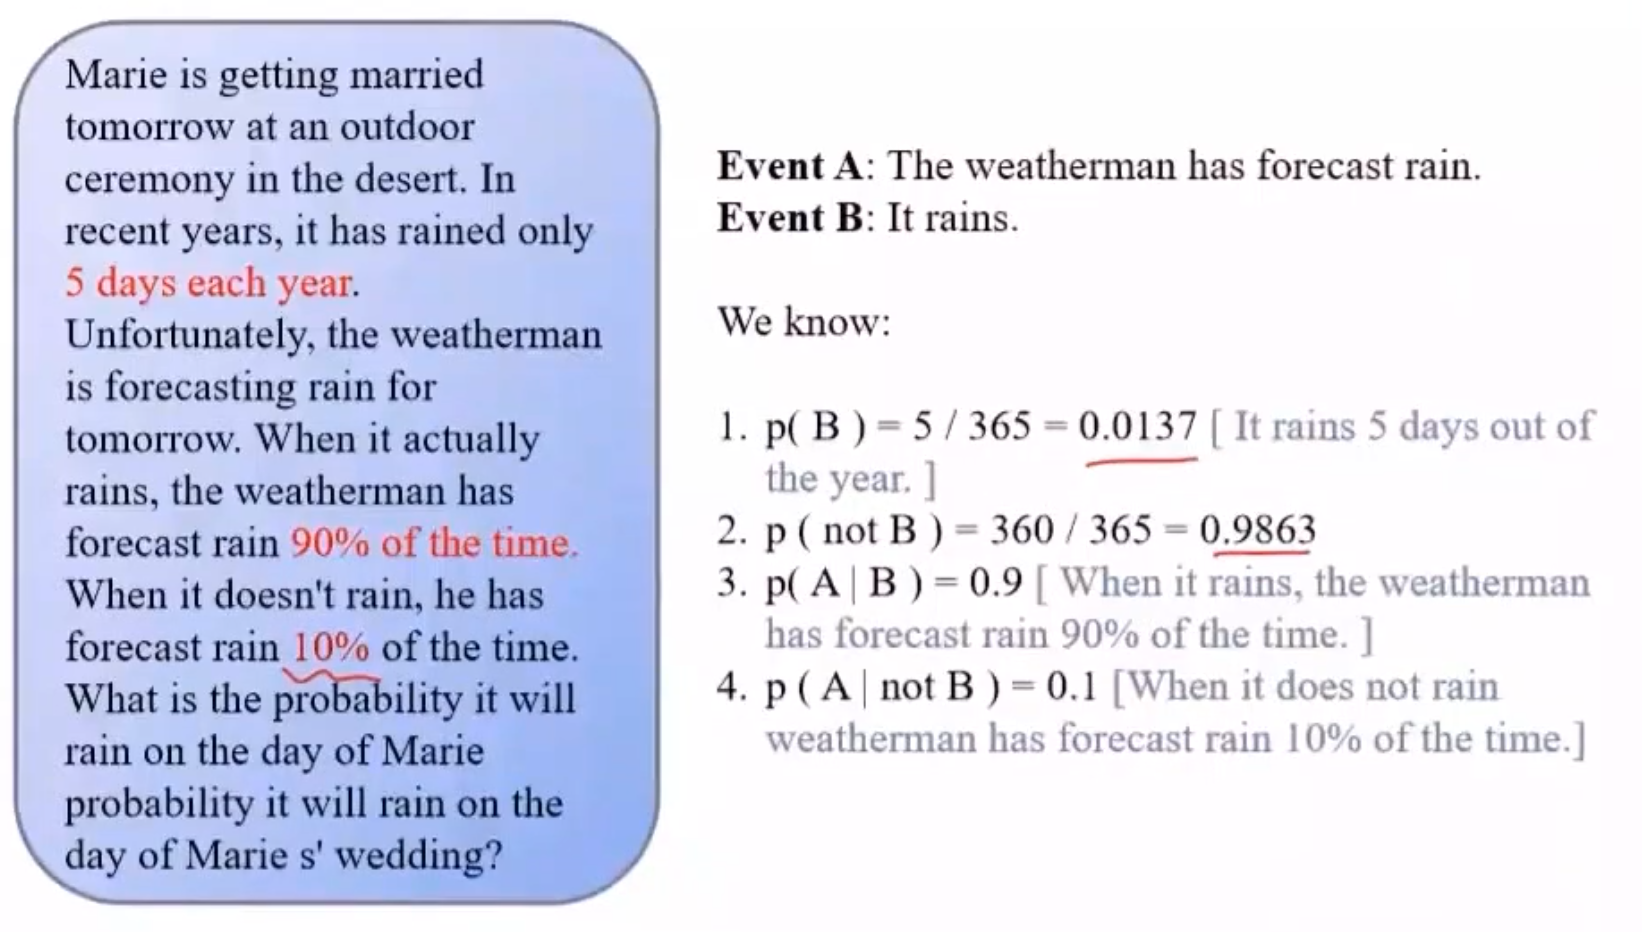 Marie is getting married
tomorrow at an outdoor
ceremony in the desert. In
recent years, it has rained only
5 days each year.
Unfortunately, the weatherman
is forecasting rain for
tomorrow. When it actually
rains, the weatherman has
forecast rain 90% of the time.
When it doesn't rain, he has
forecast rain 10% of the time.
What is the probability it will
rain on the day of Marie
probability it will rain on the
day of Marie s' wedding?
Event A: The weatherman has forecast rain.
Event B: It rains.
We know:
1. p( B ) = 5 / 365 = 0.0137 [ It rains 5 days out of
the year. ]
2. p ( not B ) = 360 / 365 = 0.9863
3. p( A | B ) = 0.9 [ When it rains, the weatherman
has forecast rain 90% of the time. ]
4. p ( A | not B ) = 0.1 [When it does not rain
weatherman has forecast rain 10% of the time.]